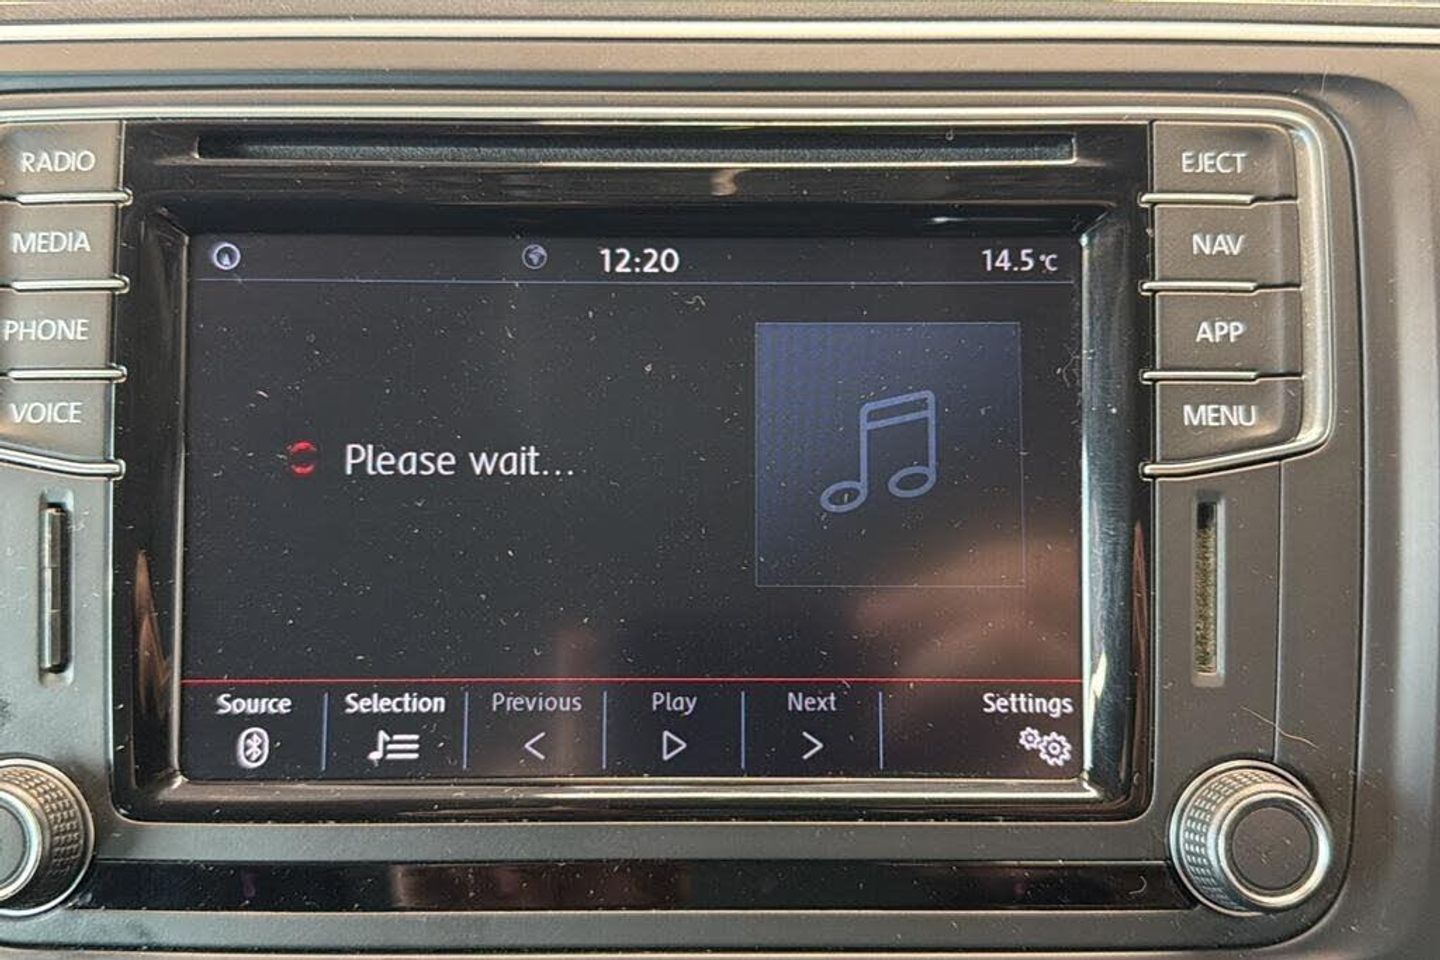 RADIO
MEDIA
PHONE
VOICE
EJECT
NAV
APP
MENU
12:20
14.5°C
Please wait...
Source
Selection
Previous
Play
Next
Settings